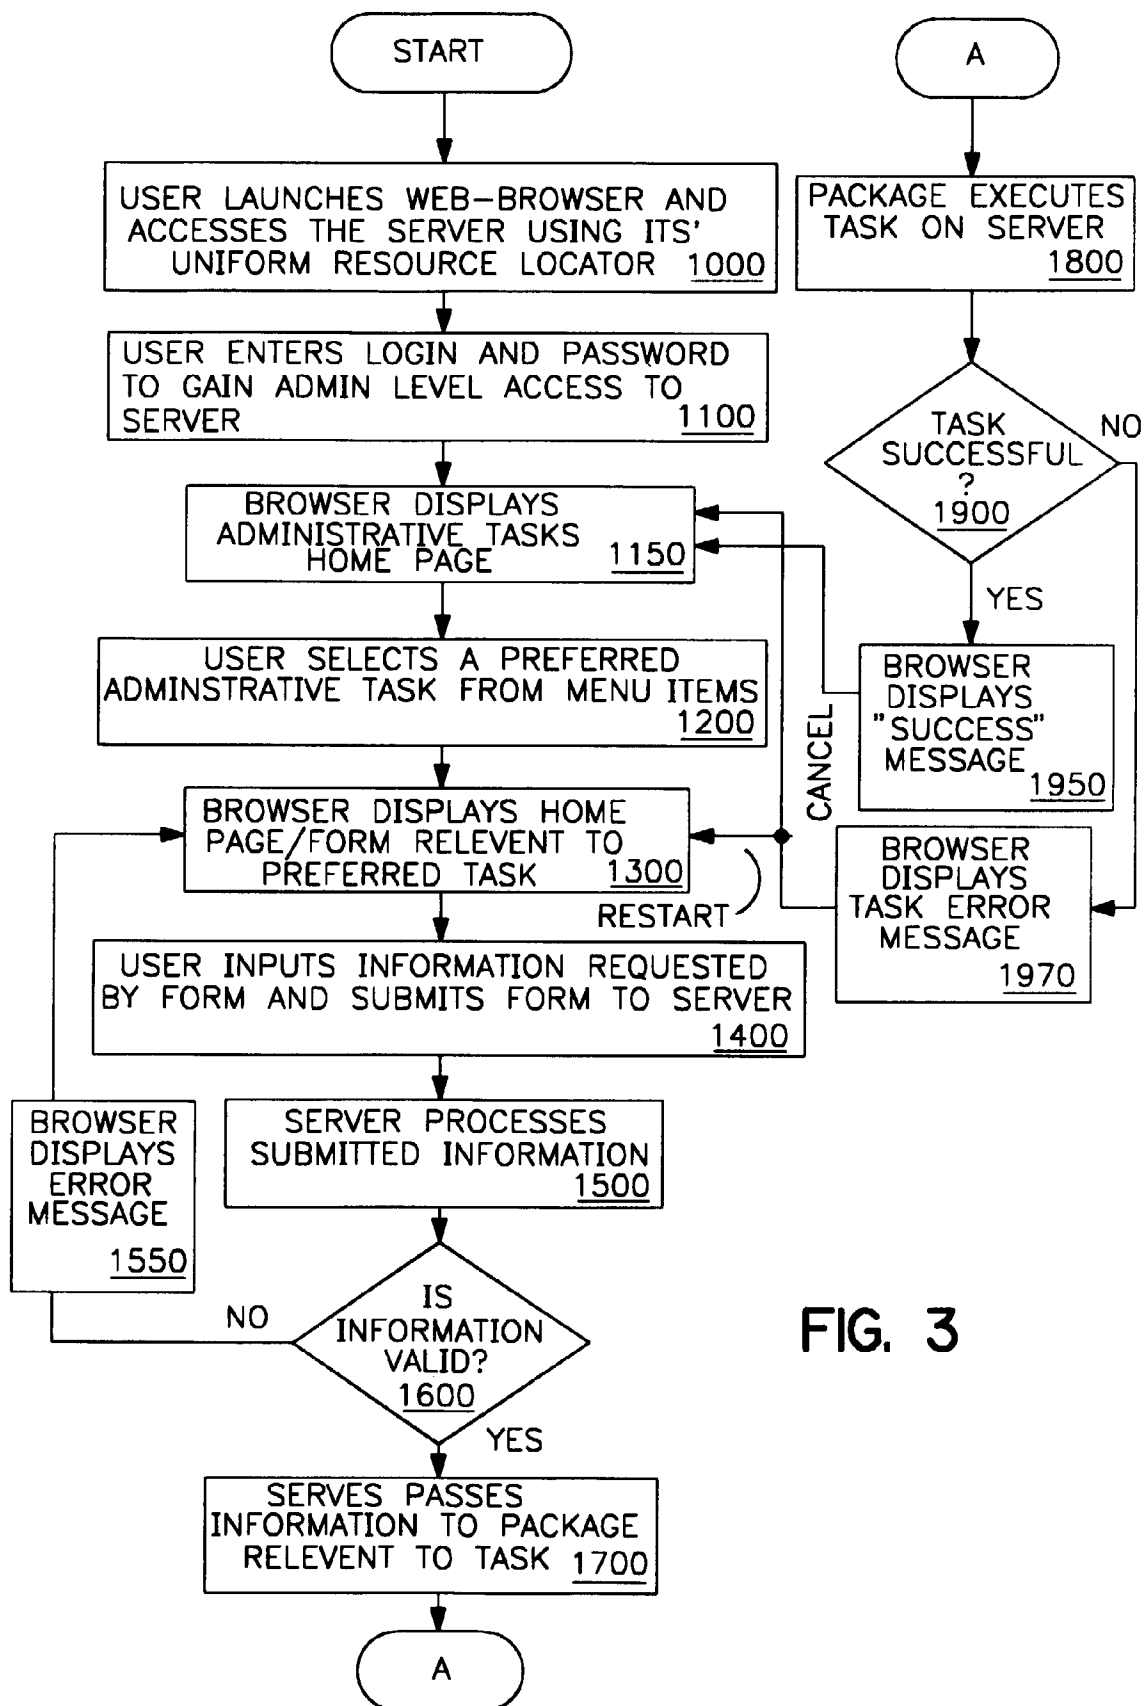 START
USER LAUNCHES WEB-BROWSER AND
ACCESSES THE SERVER USING ITS'
UNIFORM RESOURCE LOCATOR 1000
USER ENTERS LOGIN AND PASSWORD
TO GAIN ADMIN LEVEL ACCESS TO
SERVER 1100
BROWSER DISPLAYS
ADMINISTRATIVE TASKS
HOME PAGE 1150
USER SELECTS A PREFERRED
ADMINSTRATIVE TASK FROM MENU ITEMS
1200
BROWSER DISPLAYS HOME
PAGE/FORM RELEVENT TO
PREFERRED TASK 1300
USER INPUTS INFORMATION REQUESTED
BY FORM AND SUBMITS FORM TO SERVER
1400
SERVER PROCESSES
SUBMITTED INFORMATION
1500
BROWSER
DISPLAYS
ERROR
MESSAGE
1550
NO
IS
INFORMATION
VALID?
1600
YES
SERVES PASSES
INFORMATION TO PACKAGE
RELEVENT TO TASK 1700
A
A
PACKAGE EXECUTES
TASK ON SERVER
1800
TASK
SUCCESSFUL
?
1900
NO
YES
BROWSER
DISPLAYS
"SUCCESS"
MESSAGE
1950
CANCEL
BROWSER
DISPLAYS
TASK ERROR
MESSAGE
1970
RESTART
FIG. 3